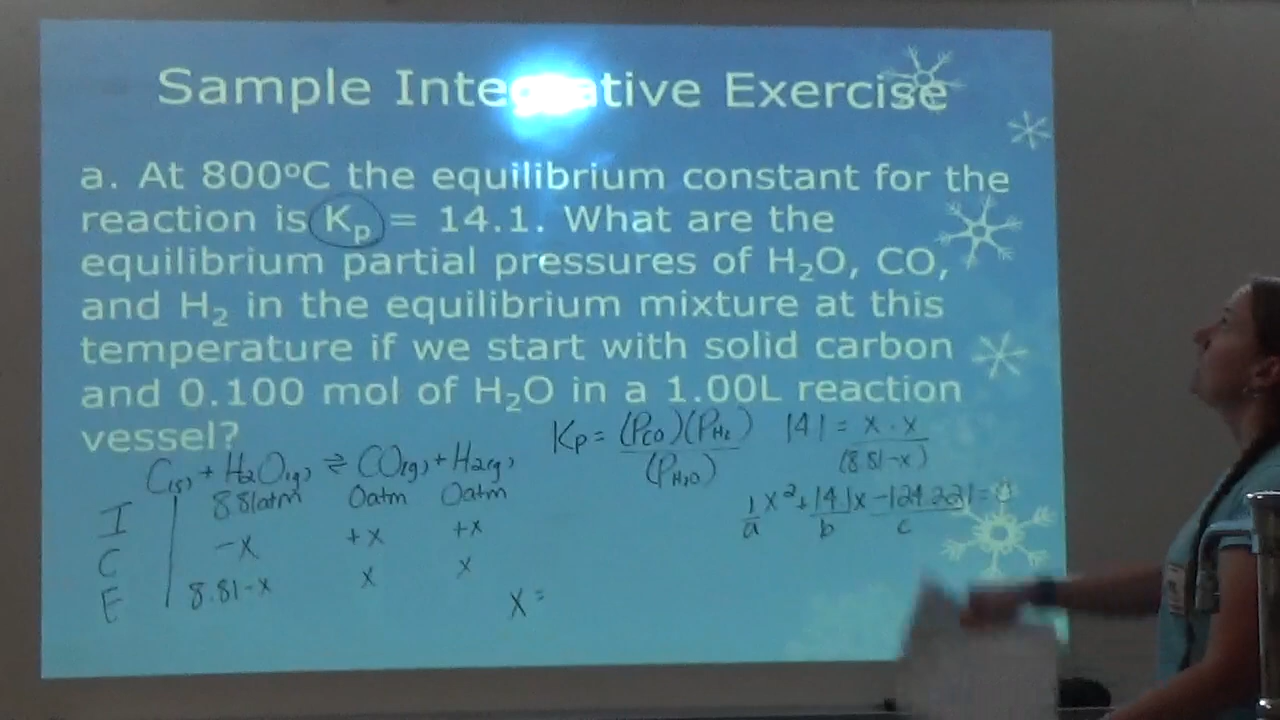 Sample Integrative Exercise
a. At 800°C the equilibrium constant for the
reaction is Kp = 14.1. What are the
equilibrium partial pressures of H₂O, CO,
and H₂ in the equilibrium mixture at this
temperature if we start with solid carbon
and 0.100 mol of H₂O in a 1.00L reaction
vessel?
Kp = (PCO)(PH₂) / (PH₂O)
14.1 = x · x / (8.81-x)
C(s) + H₂O(g) ⇌ CO(g) + H₂(g)
I 8.81atm 0atm 0atm
C -x +x +x
E 8.81-x x x
1x² + 14.1x - 124.221 = 0
a b c
x =